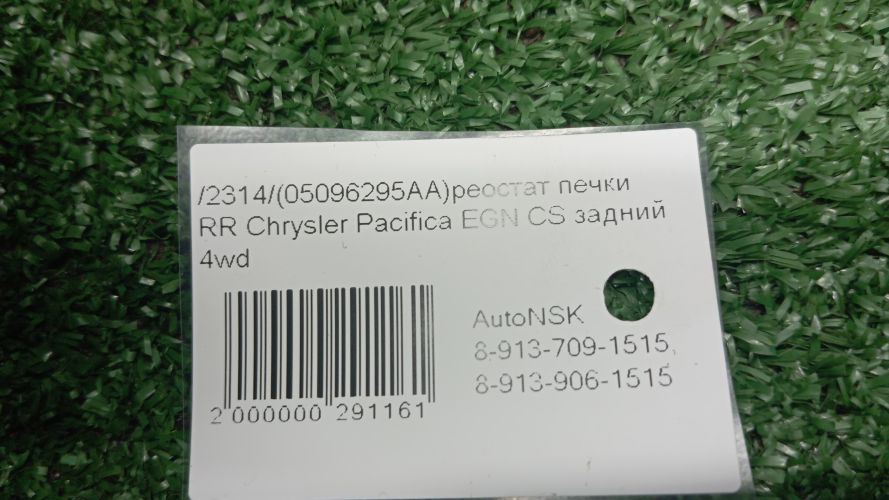 /2314/(05096295AA)реостат печки
RR Chrysler Pacifica EGN CS задний
4wd
AutoNSK
8-913-709-1515,
8-913-906-1515
2 000000 291161